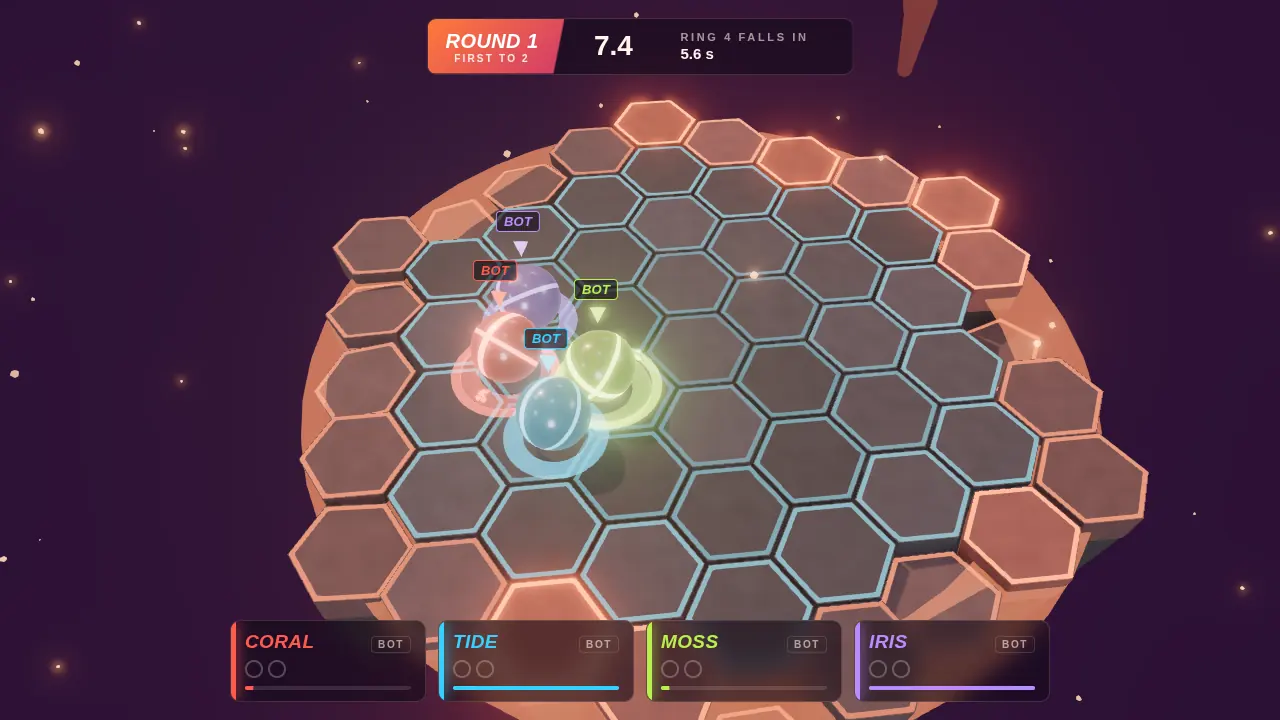 ROUND 1
FIRST TO 2
7.4
RING 4 FALLS IN
5.6 s
BOT
BOT
BOT
BOT
CORAL
BOT
TIDE
BOT
MOSS
BOT
IRIS
BOT